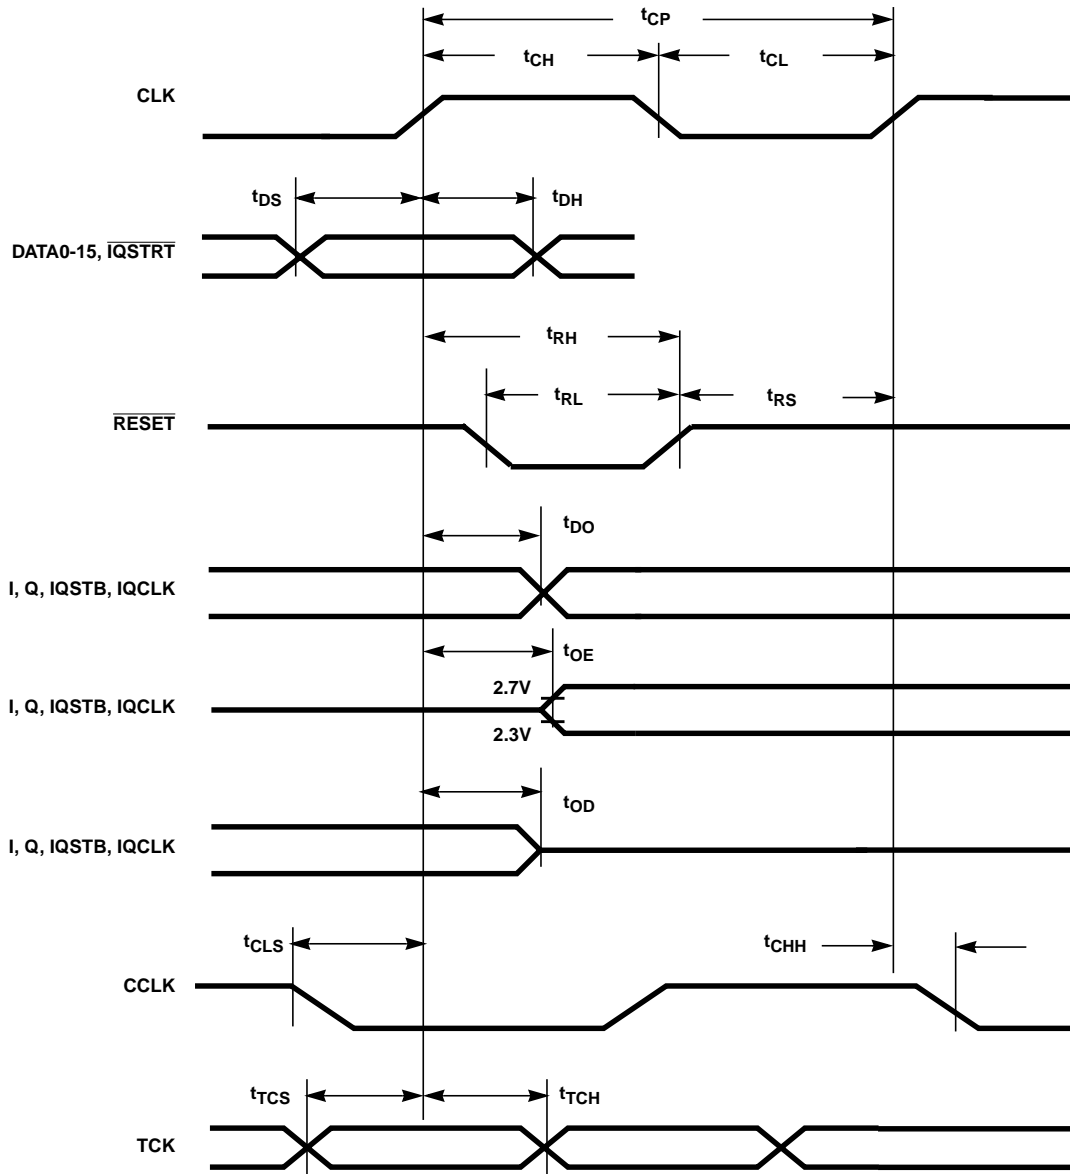 tCP
tCH
tCL
CLK
tDS
tDH
DATA0-15, IQSTRT
tRH
tRL
tRS
RESET
tDO
I, Q, IQSTB, IQCLK
tOE
2.7V
I, Q, IQSTB, IQCLK
2.3V
tOD
I, Q, IQSTB, IQCLK
tCLS
tCHH
CCLK
tTCS
tTCH
TCK